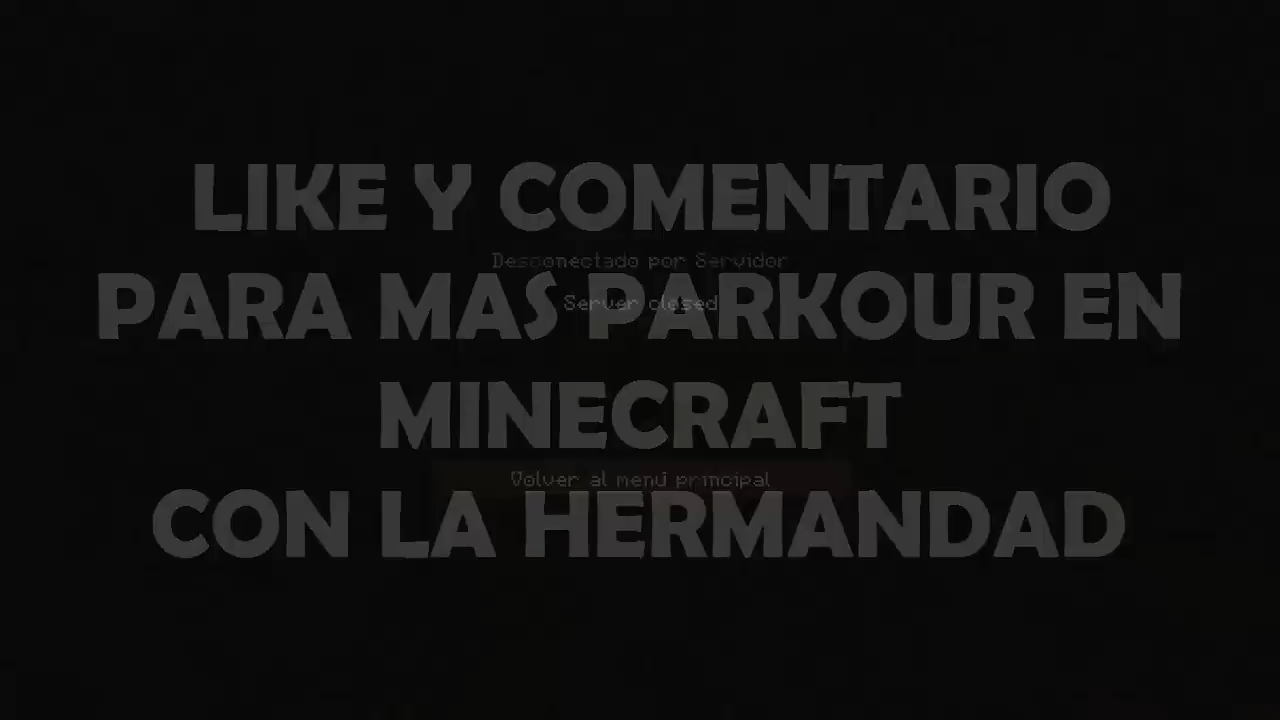 LIKE Y COMENTARIO
Desconectado por Servidor
PARA MAS PARKOUR EN
Server closed
MINECRAFT
Volver al menú principal
CON LA HERMANDAD